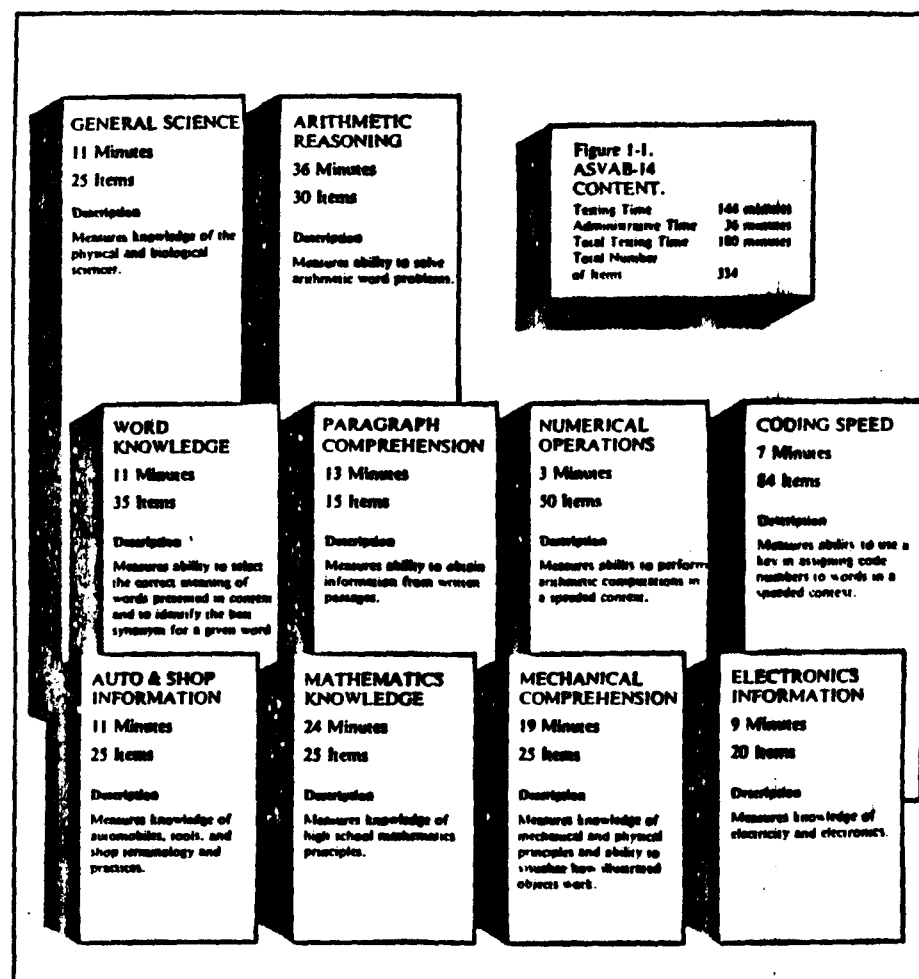 GENERAL SCIENCE
11 Minutes
25 Items
Description
Measures knowledge of the
physical and biological
sciences.
ARITHMETIC
REASONING
36 Minutes
30 Items
Description
Measures ability to solve
arithmetic word problems.
Figure 1-1.
ASVAB-14
CONTENT.
Testing Time 144 minutes
Administrative Time 36 minutes
Total Testing Time 180 minutes
Total Number
of Items 334
WORD
KNOWLEDGE
11 Minutes
35 Items
Description
Measures ability to select
the correct meaning of
words presented in context
and to identify the best
synonym for a given word
PARAGRAPH
COMPREHENSION
13 Minutes
15 Items
Description
Measures ability to obtain
information from written
passages.
NUMERICAL
OPERATIONS
3 Minutes
50 Items
Description
Measures ability to perform
arithmetic computations in
a speeded context.
CODING SPEED
7 Minutes
84 Items
Description
Measures ability to use a
key in assigning code
numbers to words in a
speeded context.
AUTO & SHOP
INFORMATION
11 Minutes
25 Items
Description
Measures knowledge of
automobiles, tools, and
shop terminology and
practices.
MATHEMATICS
KNOWLEDGE
24 Minutes
25 Items
Description
Measures knowledge of
high school mathematics
principles.
MECHANICAL
COMPREHENSION
19 Minutes
25 Items
Description
Measures knowledge of
mechanical and physical
principles and ability to
visualize how illustrated
objects work.
ELECTRONICS
INFORMATION
9 Minutes
20 Items
Description
Measures knowledge of
electricity and electronics.